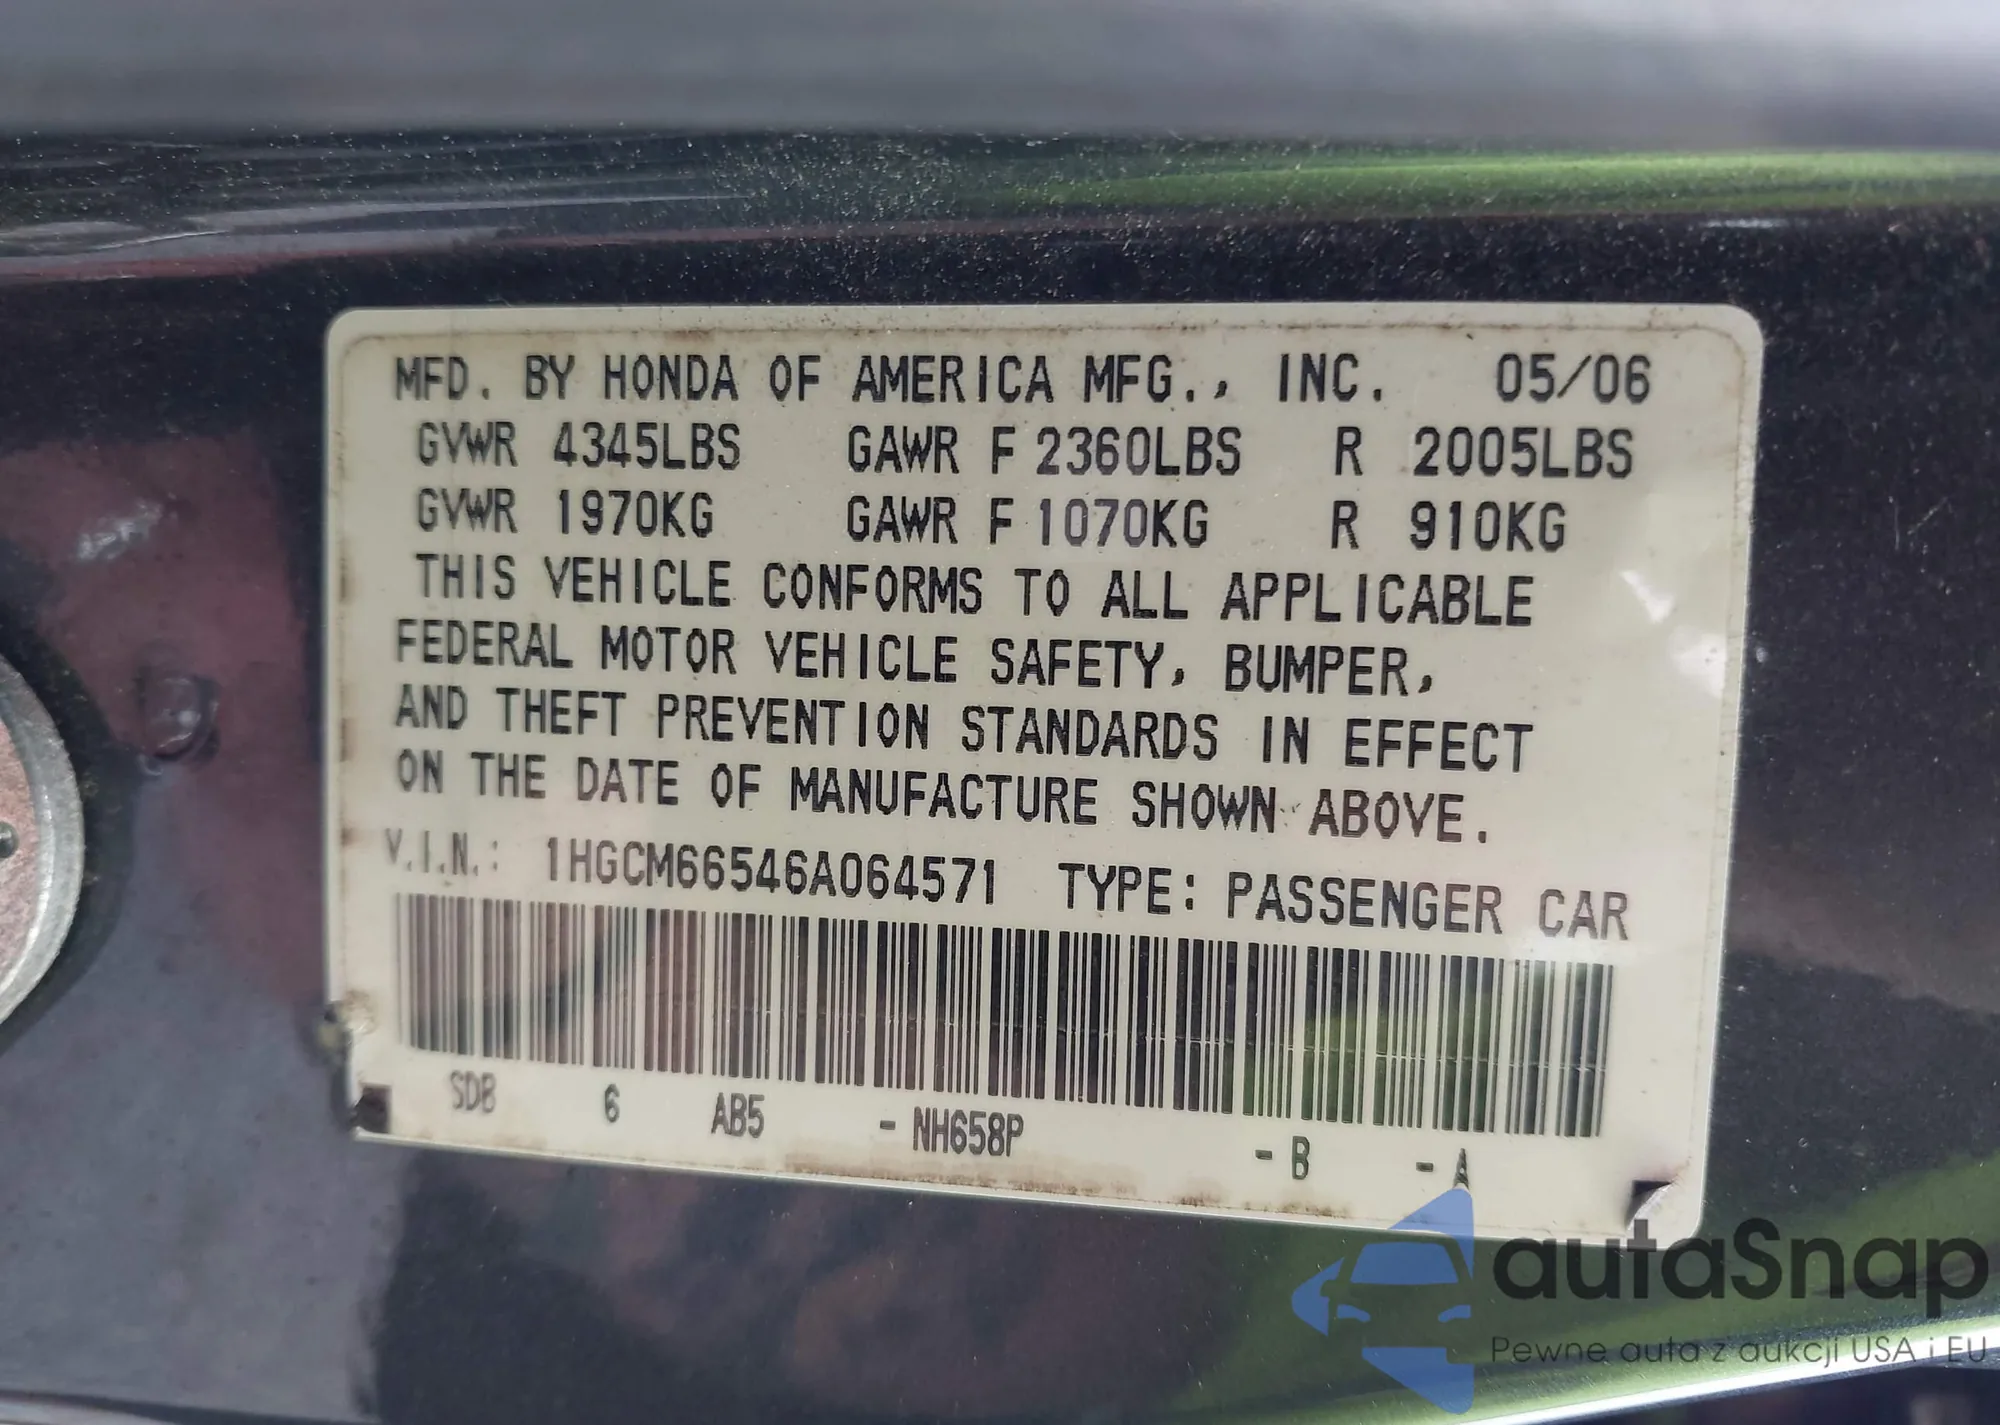 MFD. BY HONDA OF AMERICA MFG., INC. 05/06
GVWR 4345LBS GAWR F 2360LBS R 2005LBS
GVWR 1970KG GAWR F 1070KG R 910KG
THIS VEHICLE CONFORMS TO ALL APPLICABLE
FEDERAL MOTOR VEHICLE SAFETY, BUMPER,
AND THEFT PREVENTION STANDARDS IN EFFECT
ON THE DATE OF MANUFACTURE SHOWN ABOVE.
V.I.N.: 1HGCM66546A064571 TYPE: PASSENGER CAR
SDB 6 AB5 - NH658P - B - A
autaSnap
Pewne auta z aukcji USA i EU